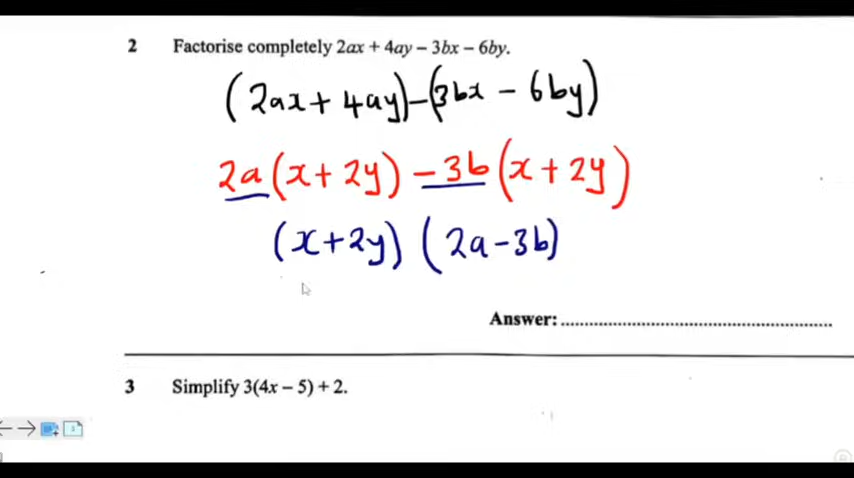 2 Factorise completely 2ax + 4ay − 3bx − 6by.
(2ax + 4ay) − (3bx − 6by)
2a(x + 2y) − 3b(x + 2y)
(x + 2y) (2a − 3b)
Answer: ..........................................................
3 Simplify 3(4x − 5) + 2.